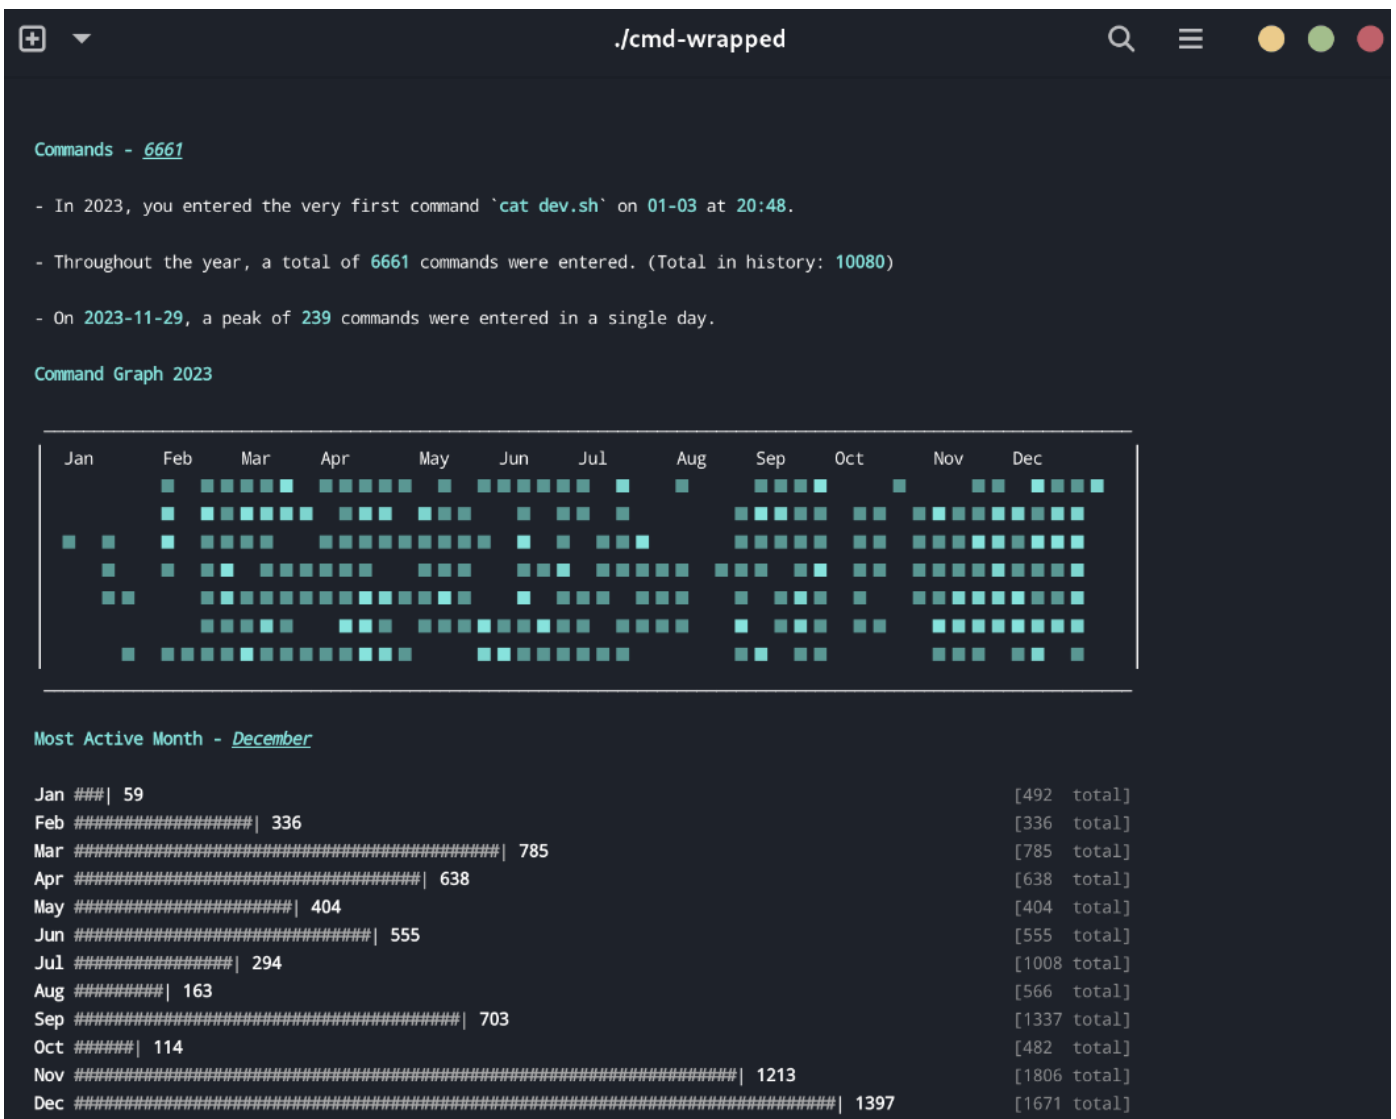 ./cmd-wrapped
Commands - 6661
- In 2023, you entered the very first command `cat dev.sh` on 01-03 at 20:48.
- Throughout the year, a total of 6661 commands were entered. (Total in history: 10080)
- On 2023-11-29, a peak of 239 commands were entered in a single day.
Command Graph 2023
Jan Feb Mar Apr May Jun Jul Aug Sep Oct Nov Dec
Most Active Month - December
Jan ###| 59 [492 total]
Feb ##################| 336 [336 total]
Mar ###########################################| 785 [785 total]
Apr ###################################| 638 [638 total]
May ######################| 404 [404 total]
Jun ##############################| 555 [555 total]
Jul ################| 294 [1008 total]
Aug #########| 163 [566 total]
Sep #######################################| 703 [1337 total]
Oct ######| 114 [482 total]
Nov ###################################################################| 1213 [1806 total]
Dec #############################################################################| 1397 [1671 total]